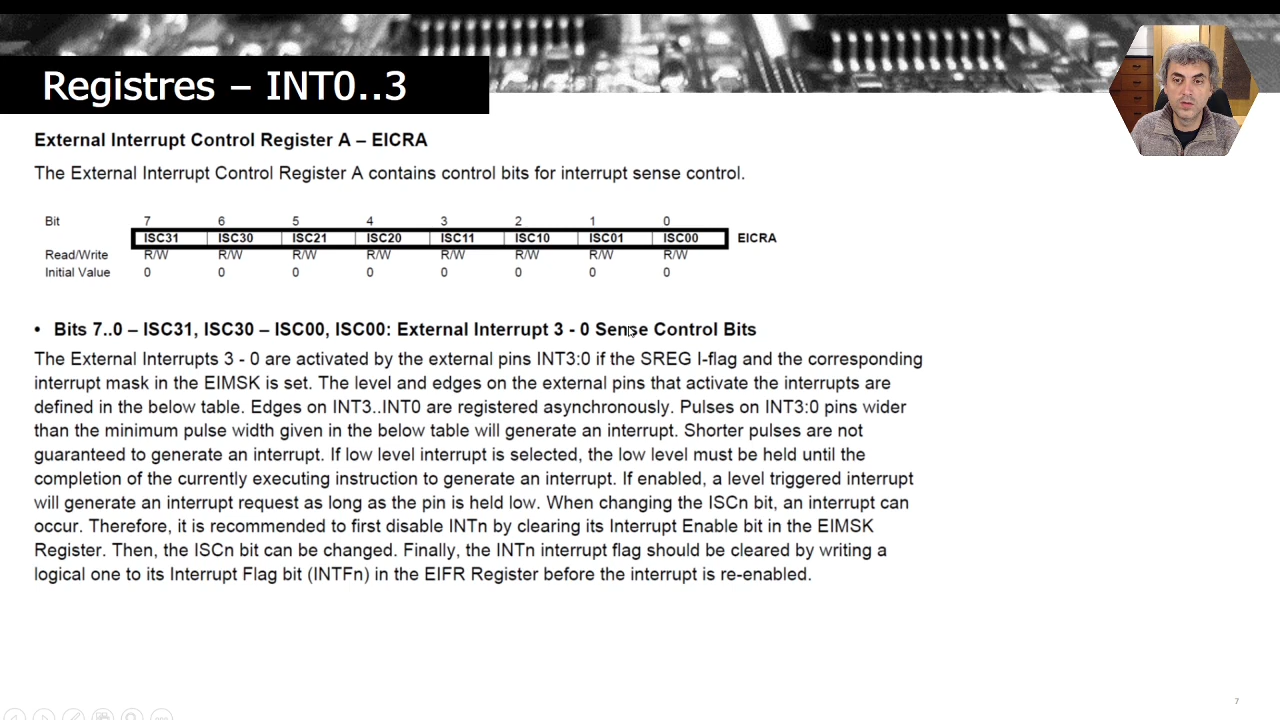 Registres – INT0..3
External Interrupt Control Register A – EICRA
The External Interrupt Control Register A contains control bits for interrupt sense control.
Bit 7 6 5 4 3 2 1 0
ISC31 ISC30 ISC21 ISC20 ISC11 ISC10 ISC01 ISC00 EICRA
Read/Write R/W R/W R/W R/W R/W R/W R/W R/W
Initial Value 0 0 0 0 0 0 0 0
• Bits 7..0 – ISC31, ISC30 – ISC00, ISC00: External Interrupt 3 - 0 Sense Control Bits
The External Interrupts 3 - 0 are activated by the external pins INT3:0 if the SREG I-flag and the corresponding
interrupt mask in the EIMSK is set. The level and edges on the external pins that activate the interrupts are
defined in the below table. Edges on INT3..INT0 are registered asynchronously. Pulses on INT3:0 pins wider
than the minimum pulse width given in the below table will generate an interrupt. Shorter pulses are not
guaranteed to generate an interrupt. If low level interrupt is selected, the low level must be held until the
completion of the currently executing instruction to generate an interrupt. If enabled, a level triggered interrupt
will generate an interrupt request as long as the pin is held low. When changing the ISCn bit, an interrupt can
occur. Therefore, it is recommended to first disable INTn by clearing its Interrupt Enable bit in the EIMSK
Register. Then, the ISCn bit can be changed. Finally, the INTn interrupt flag should be cleared by writing a
logical one to its Interrupt Flag bit (INTFn) in the EIFR Register before the interrupt is re-enabled.
7